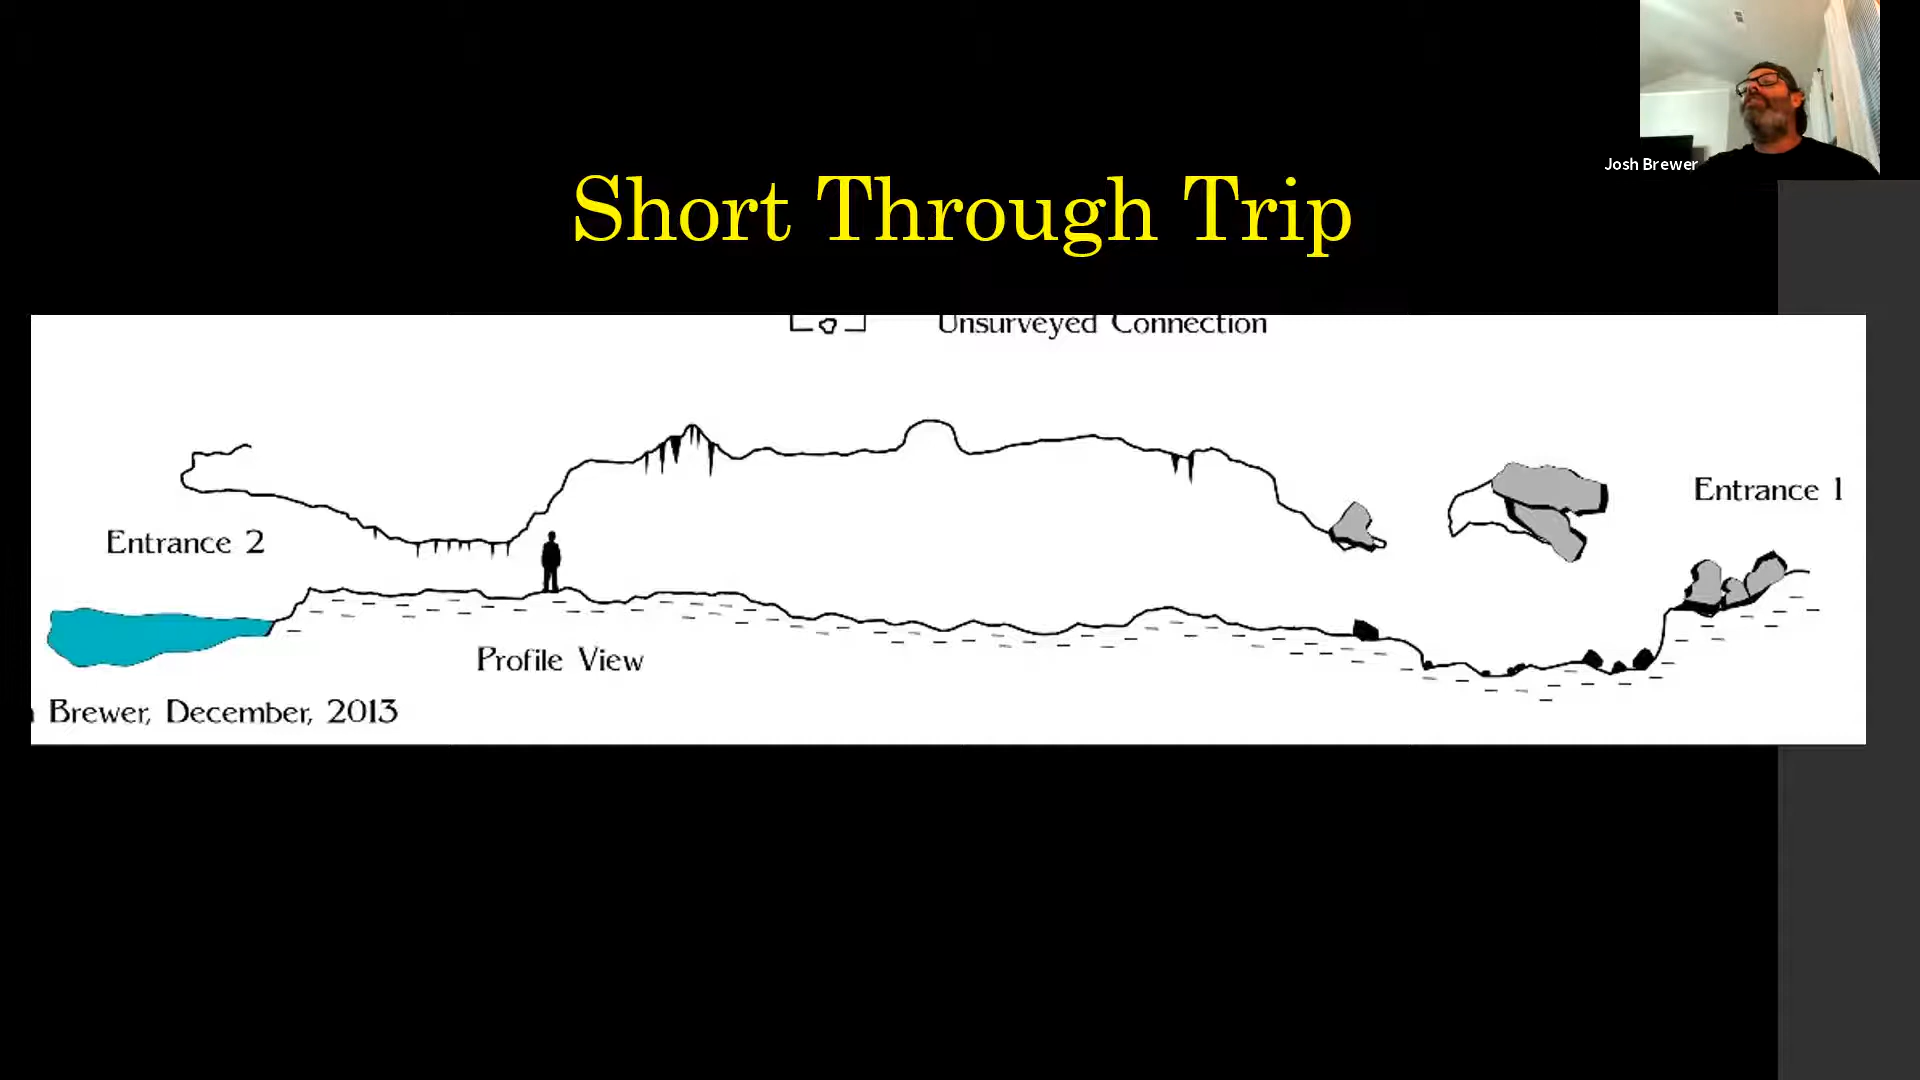 Josh Brewer
Short Through Trip
Unsurveyed Connection
Entrance 1
Entrance 2
Profile View
Brewer, December, 2013